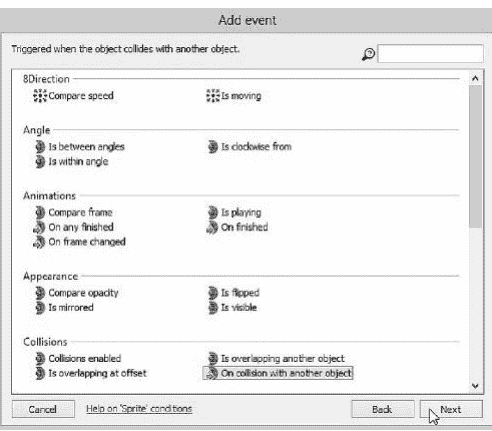 Add event
Triggered when the object collides with another object.
8Direction
Compare speed
Is moving
Angle
Is between angles
Is clockwise from
Is within angle
Animations
Compare frame
Is playing
On any finished
On finished
On frame changed
Appearance
Compare opacity
Is flipped
Is mirrored
Is visible
Collisions
Collisions enabled
Is overlapping another object
Is overlapping at offset
On collision with another object
Cancel
Help on 'Sprite' conditions
Back
Next